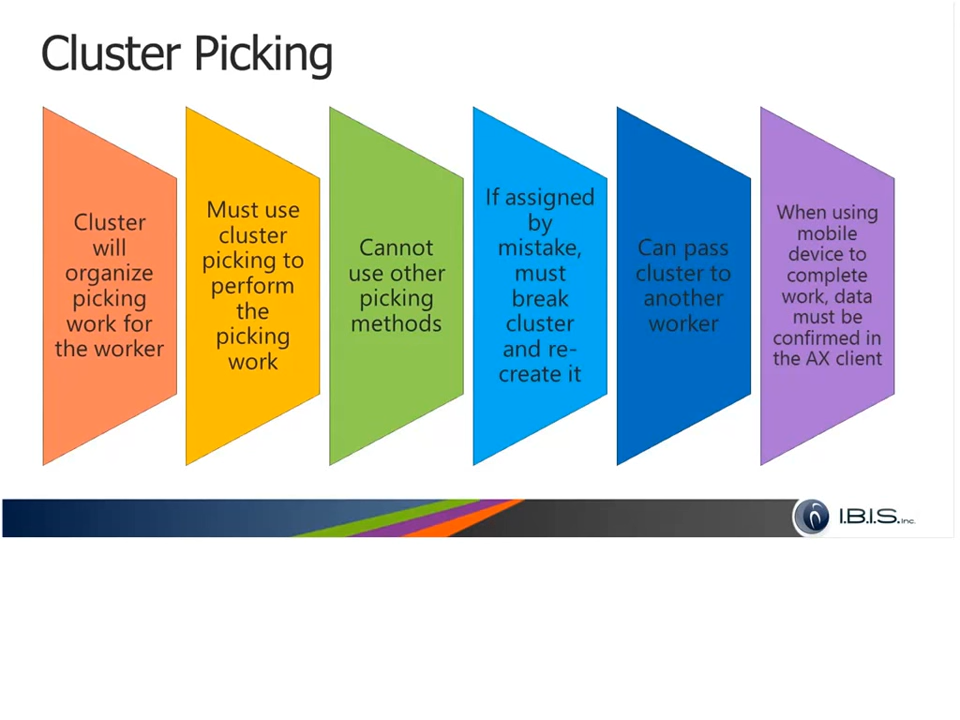 Cluster Picking
Cluster
will
organize
picking
work for
the worker
Must use
cluster
picking to
perform
the
picking
work
Cannot
use other
picking
methods
If assigned
by
mistake,
must
break
cluster
and re-
create it
Can pass
cluster to
another
worker
When using
mobile
device to
complete
work, data
must be
confirmed in
the AX client
I.B.I.S. Inc.